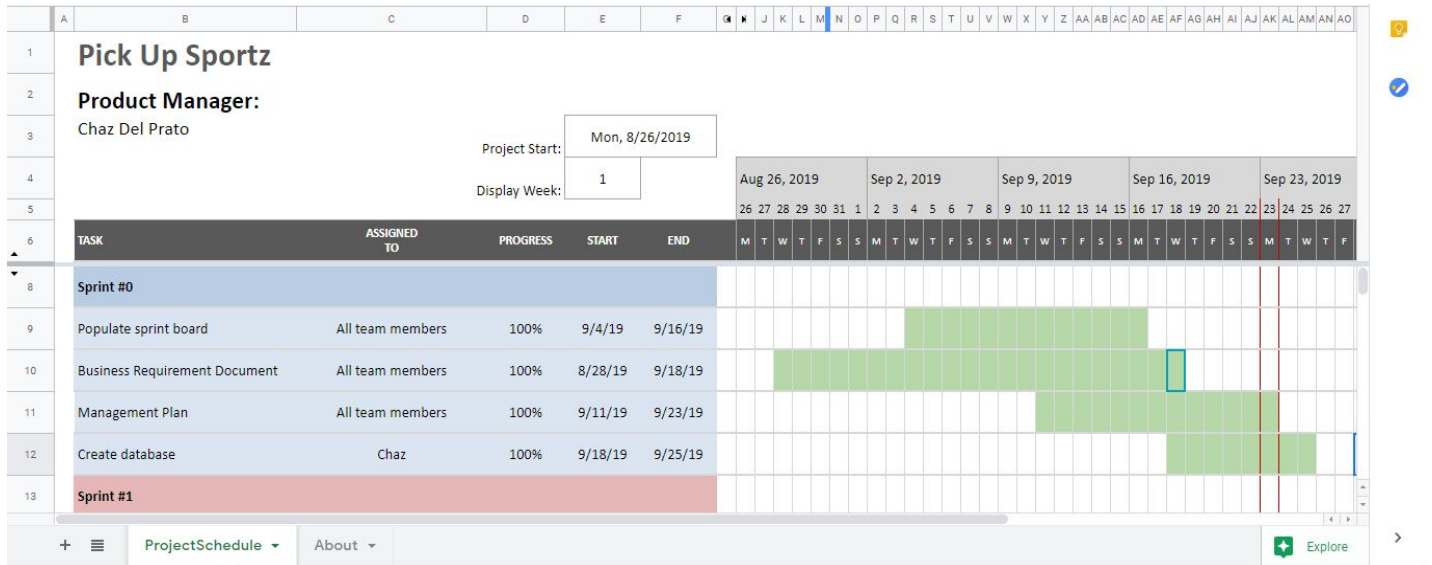 A B C D E F G H J K L M N O P Q R S T U V W X Y Z AA AB AC AD AE AF AG AH AI AJ AK AL AM AN AO
1 Pick Up Sportz
2 Product Manager:
3 Chaz Del Prato Project Start: Mon, 8/26/2019
4 Display Week: 1 Aug 26, 2019 Sep 2, 2019 Sep 9, 2019 Sep 16, 2019 Sep 23, 2019
5 26 27 28 29 30 31 1 2 3 4 5 6 7 8 9 10 11 12 13 14 15 16 17 18 19 20 21 22 23 24 25 26 27
6 TASK ASSIGNED TO PROGRESS START END M T W T F S S M T W T F S S M T W T F S S M T W T F S S M T W T F
8 Sprint #0
9 Populate sprint board All team members 100% 9/4/19 9/16/19
10 Business Requirement Document All team members 100% 8/28/19 9/18/19
11 Management Plan All team members 100% 9/11/19 9/23/19
12 Create database Chaz 100% 9/18/19 9/25/19
13 Sprint #1
ProjectSchedule About Explore